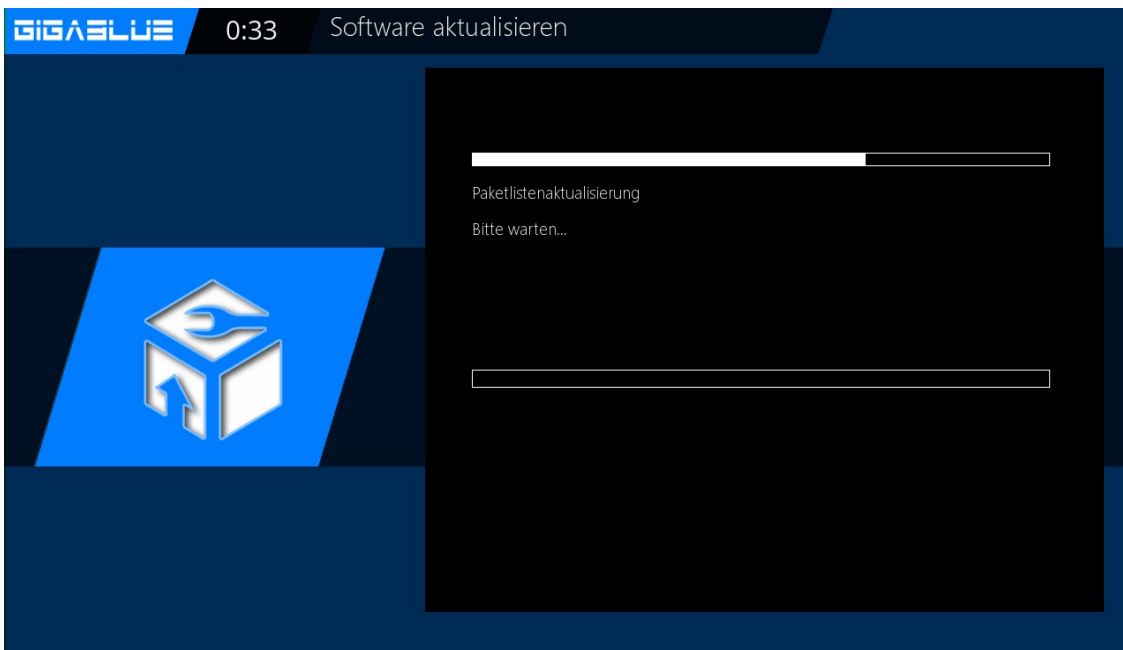 GIGABLUE
0:33
Software aktualisieren
Paketlistenaktualisierung
Bitte warten...